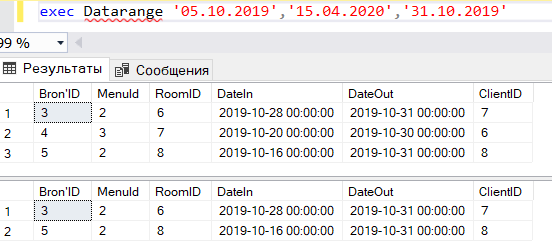 exec Datarange '05.10.2019','15.04.2020','31.10.2019'
99 %
Результаты Сообщения
Bron'ID MenuId RoomID DateIn DateOut ClientID
1 3 2 6 2019-10-28 00:00:00 2019-10-31 00:00:00 7
2 4 3 7 2019-10-20 00:00:00 2019-10-30 00:00:00 6
3 5 2 8 2019-10-16 00:00:00 2019-10-31 00:00:00 8
Bron'ID MenuId RoomID DateIn DateOut ClientID
1 3 2 6 2019-10-28 00:00:00 2019-10-31 00:00:00 7
2 5 2 8 2019-10-16 00:00:00 2019-10-31 00:00:00 8